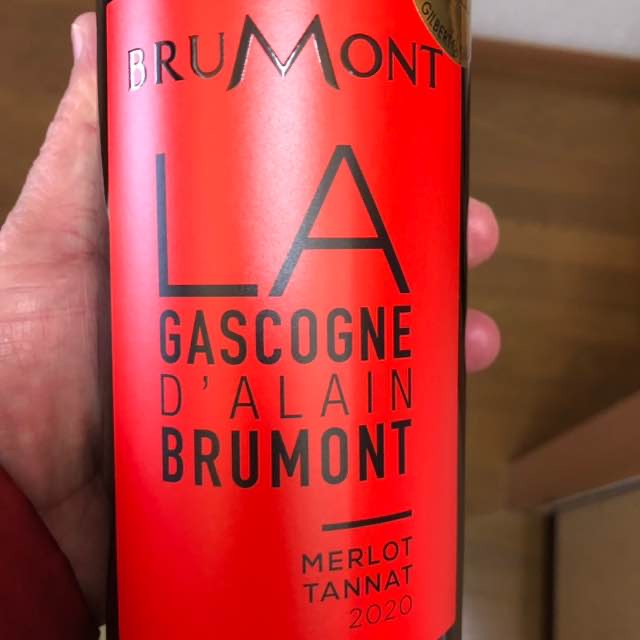 BRUMONT
LA
GASCOGNE
D'ALAIN
BRUMONT
MERLOT
TANNAT
2020